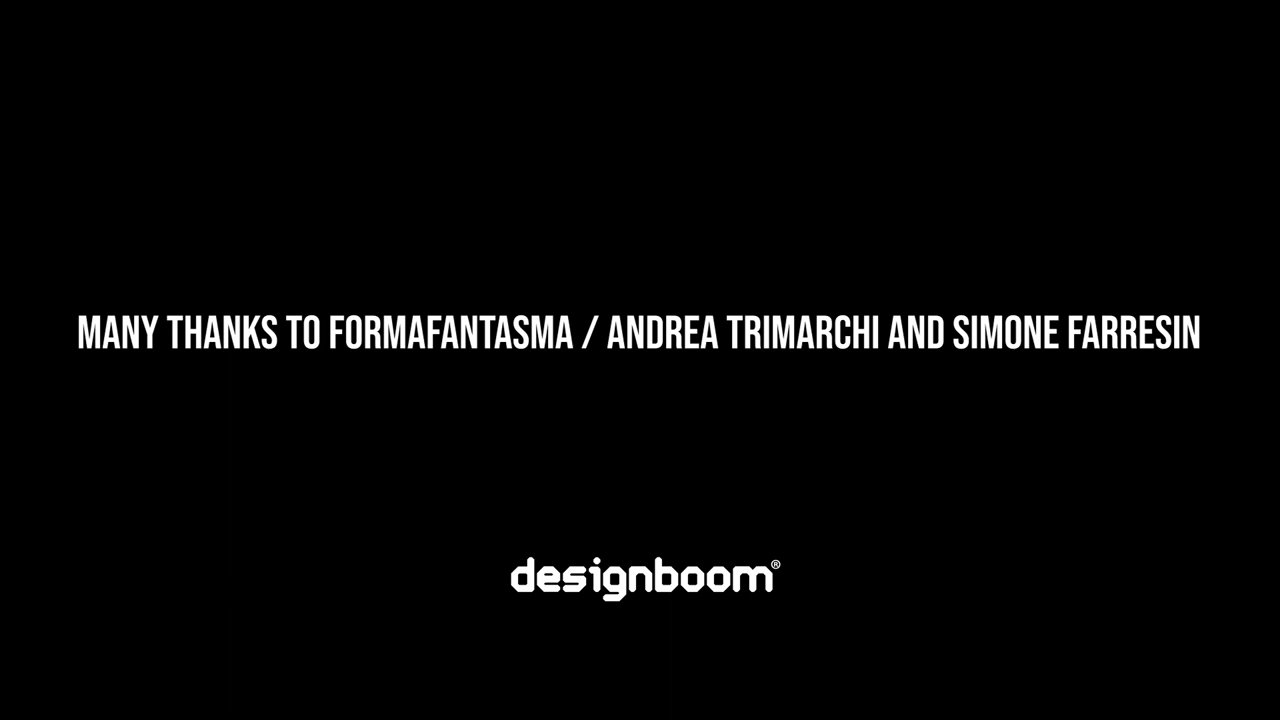 MANY THANKS TO FORMAFANTASMA / ANDREA TRIMARCHI AND SIMONE FARRESIN
designboom®